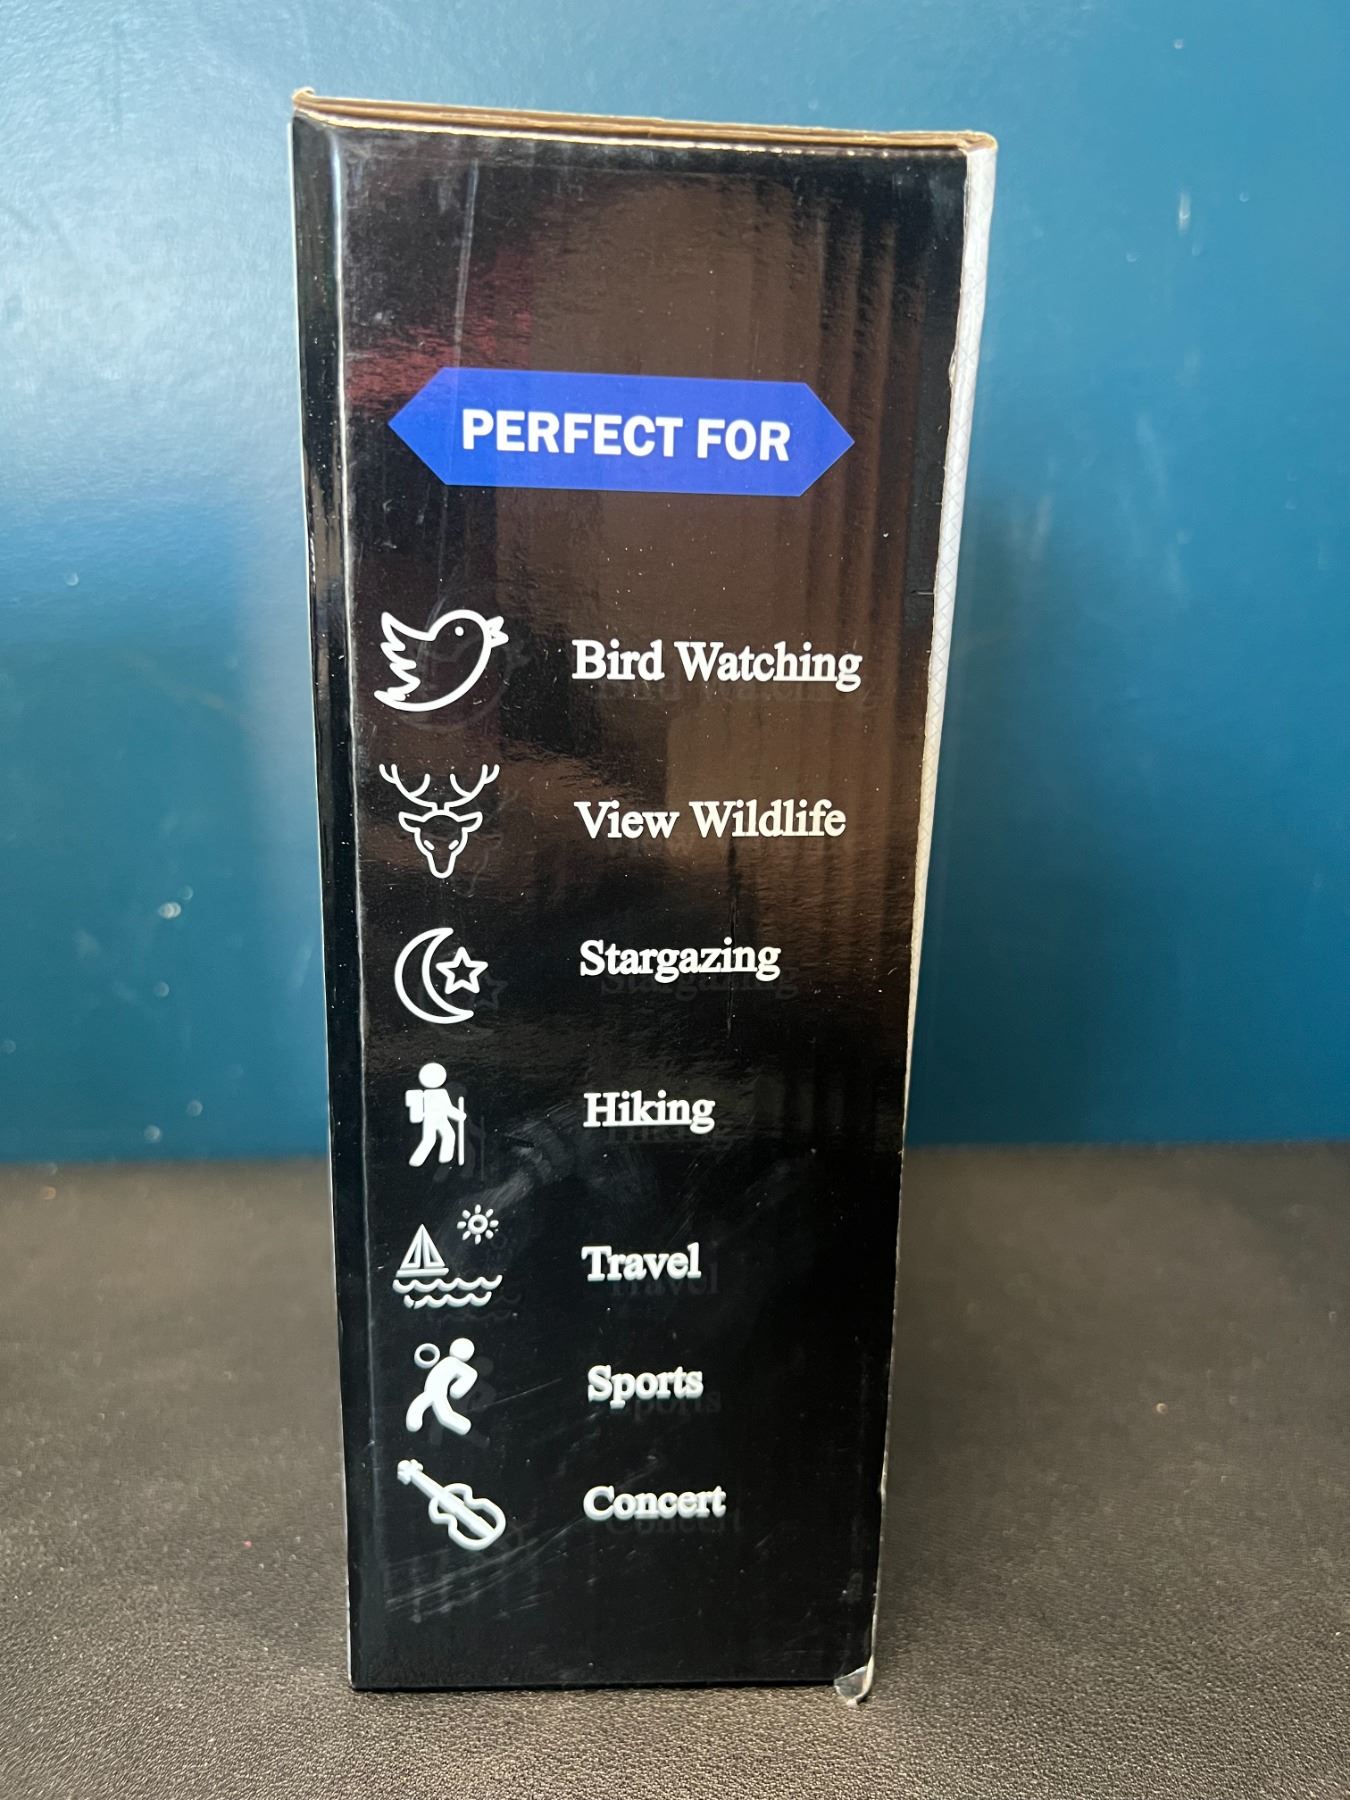 PERFECT FOR
Bird Watching
View Wildlife
Stargazing
Hiking
Travel
Sports
Concert